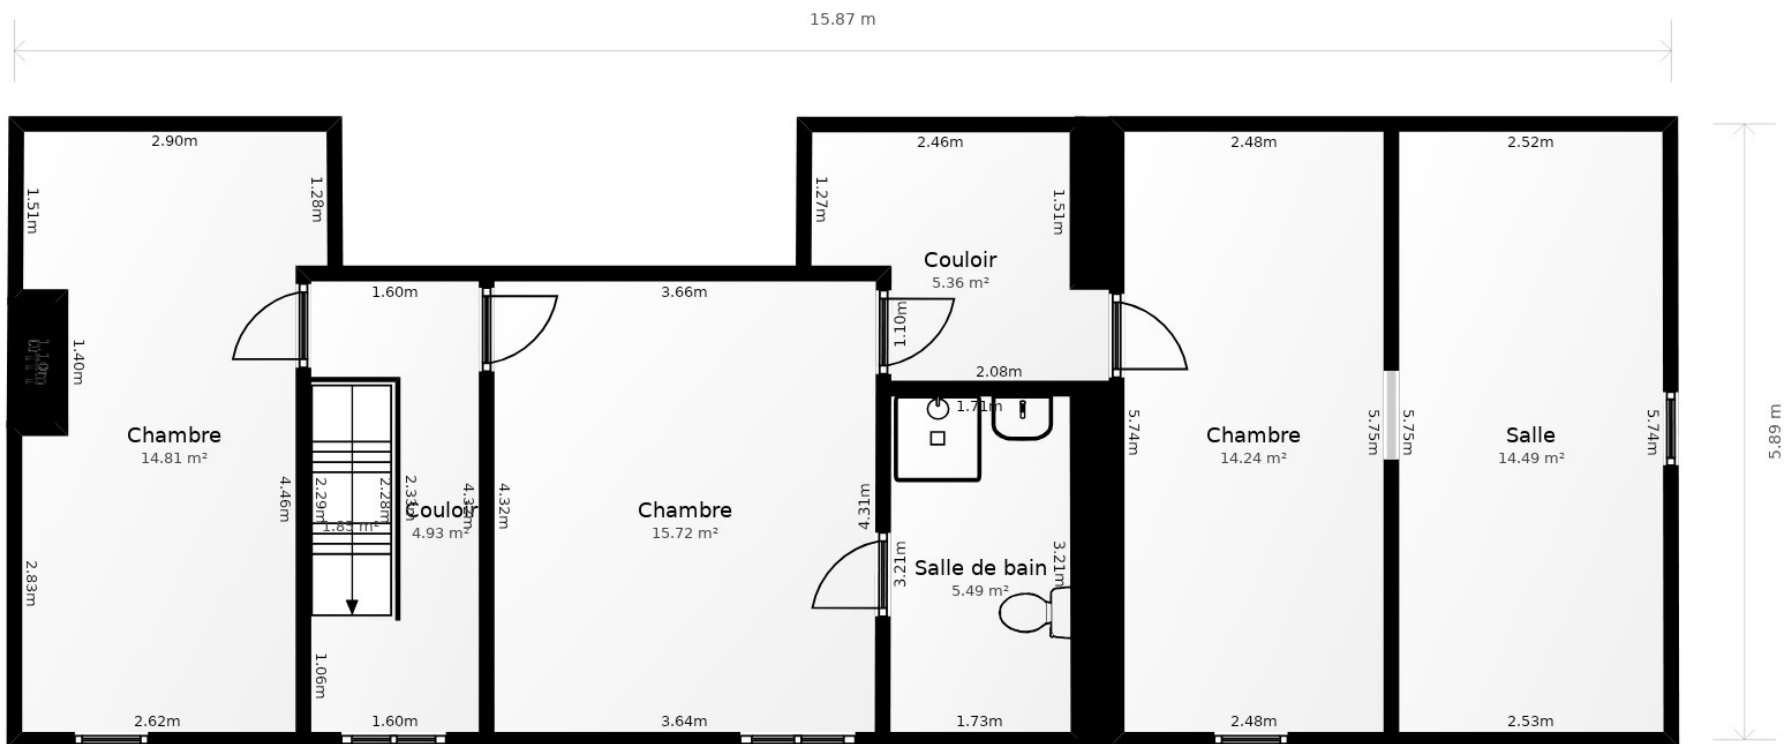 15.87 m
2.90m
2.46m
2.48m
2.52m
1.51m
1.28m
1.27m
1.51m
Couloir
5.36 m²
1.60m
3.66m
1.10m
1.40m
2.08m
1.71m
Chambre
14.81 m²
5.74m
Chambre
14.24 m²
5.75m
5.75m
Salle
14.49 m²
5.74m
5.89 m
4.46m
2.29m
2.28m
Couloir
4.93 m²
4.32m
Chambre
15.72 m²
4.31m
1.85 m²
3.21m
Salle de bain
5.49 m²
3.21m
2.83m
1.06m
2.62m
1.60m
3.64m
1.73m
2.48m
2.53m